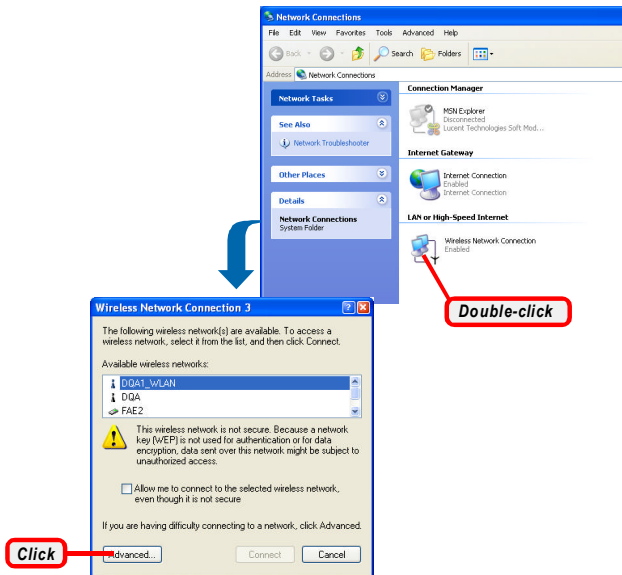 Network Connections
File Edit View Favorites Tools Advanced Help
Back Search Folders
Address Network Connections
Network Tasks
See Also
Network Troubleshooter
Other Places
Details
Network Connections
System Folder
Connection Manager
MSN Explorer
Disconnected
Lucent Technologies Soft Mod...
Internet Gateway
Internet Connection
Enabled
Internet Connection
LAN or High-Speed Internet
Wireless Network Connection
Enabled
Double-click
Wireless Network Connection 3
The following wireless network(s) are available. To access a
wireless network, select it from the list, and then click Connect.
Available wireless networks:
DQA1_WLAN
DQA
FAE2
This wireless network is not secure. Because a network
key (WEP) is not used for authentication or for data
encryption, data sent over this network might be subject to
unauthorized access.
Allow me to connect to the selected wireless network,
even though it is not secure
If you are having difficulty connecting to a network, click Advanced.
Click
Advanced... Connect Cancel